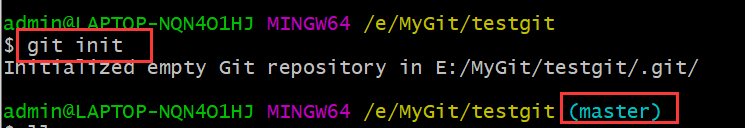 admin@LAPTOP-NQN4O1HJ MINGW64 /e/MyGit/testgit
$ git init
Initialized empty Git repository in E:/MyGit/testgit/.git/
admin@LAPTOP-NQN4O1HJ MINGW64 /e/MyGit/testgit (master)